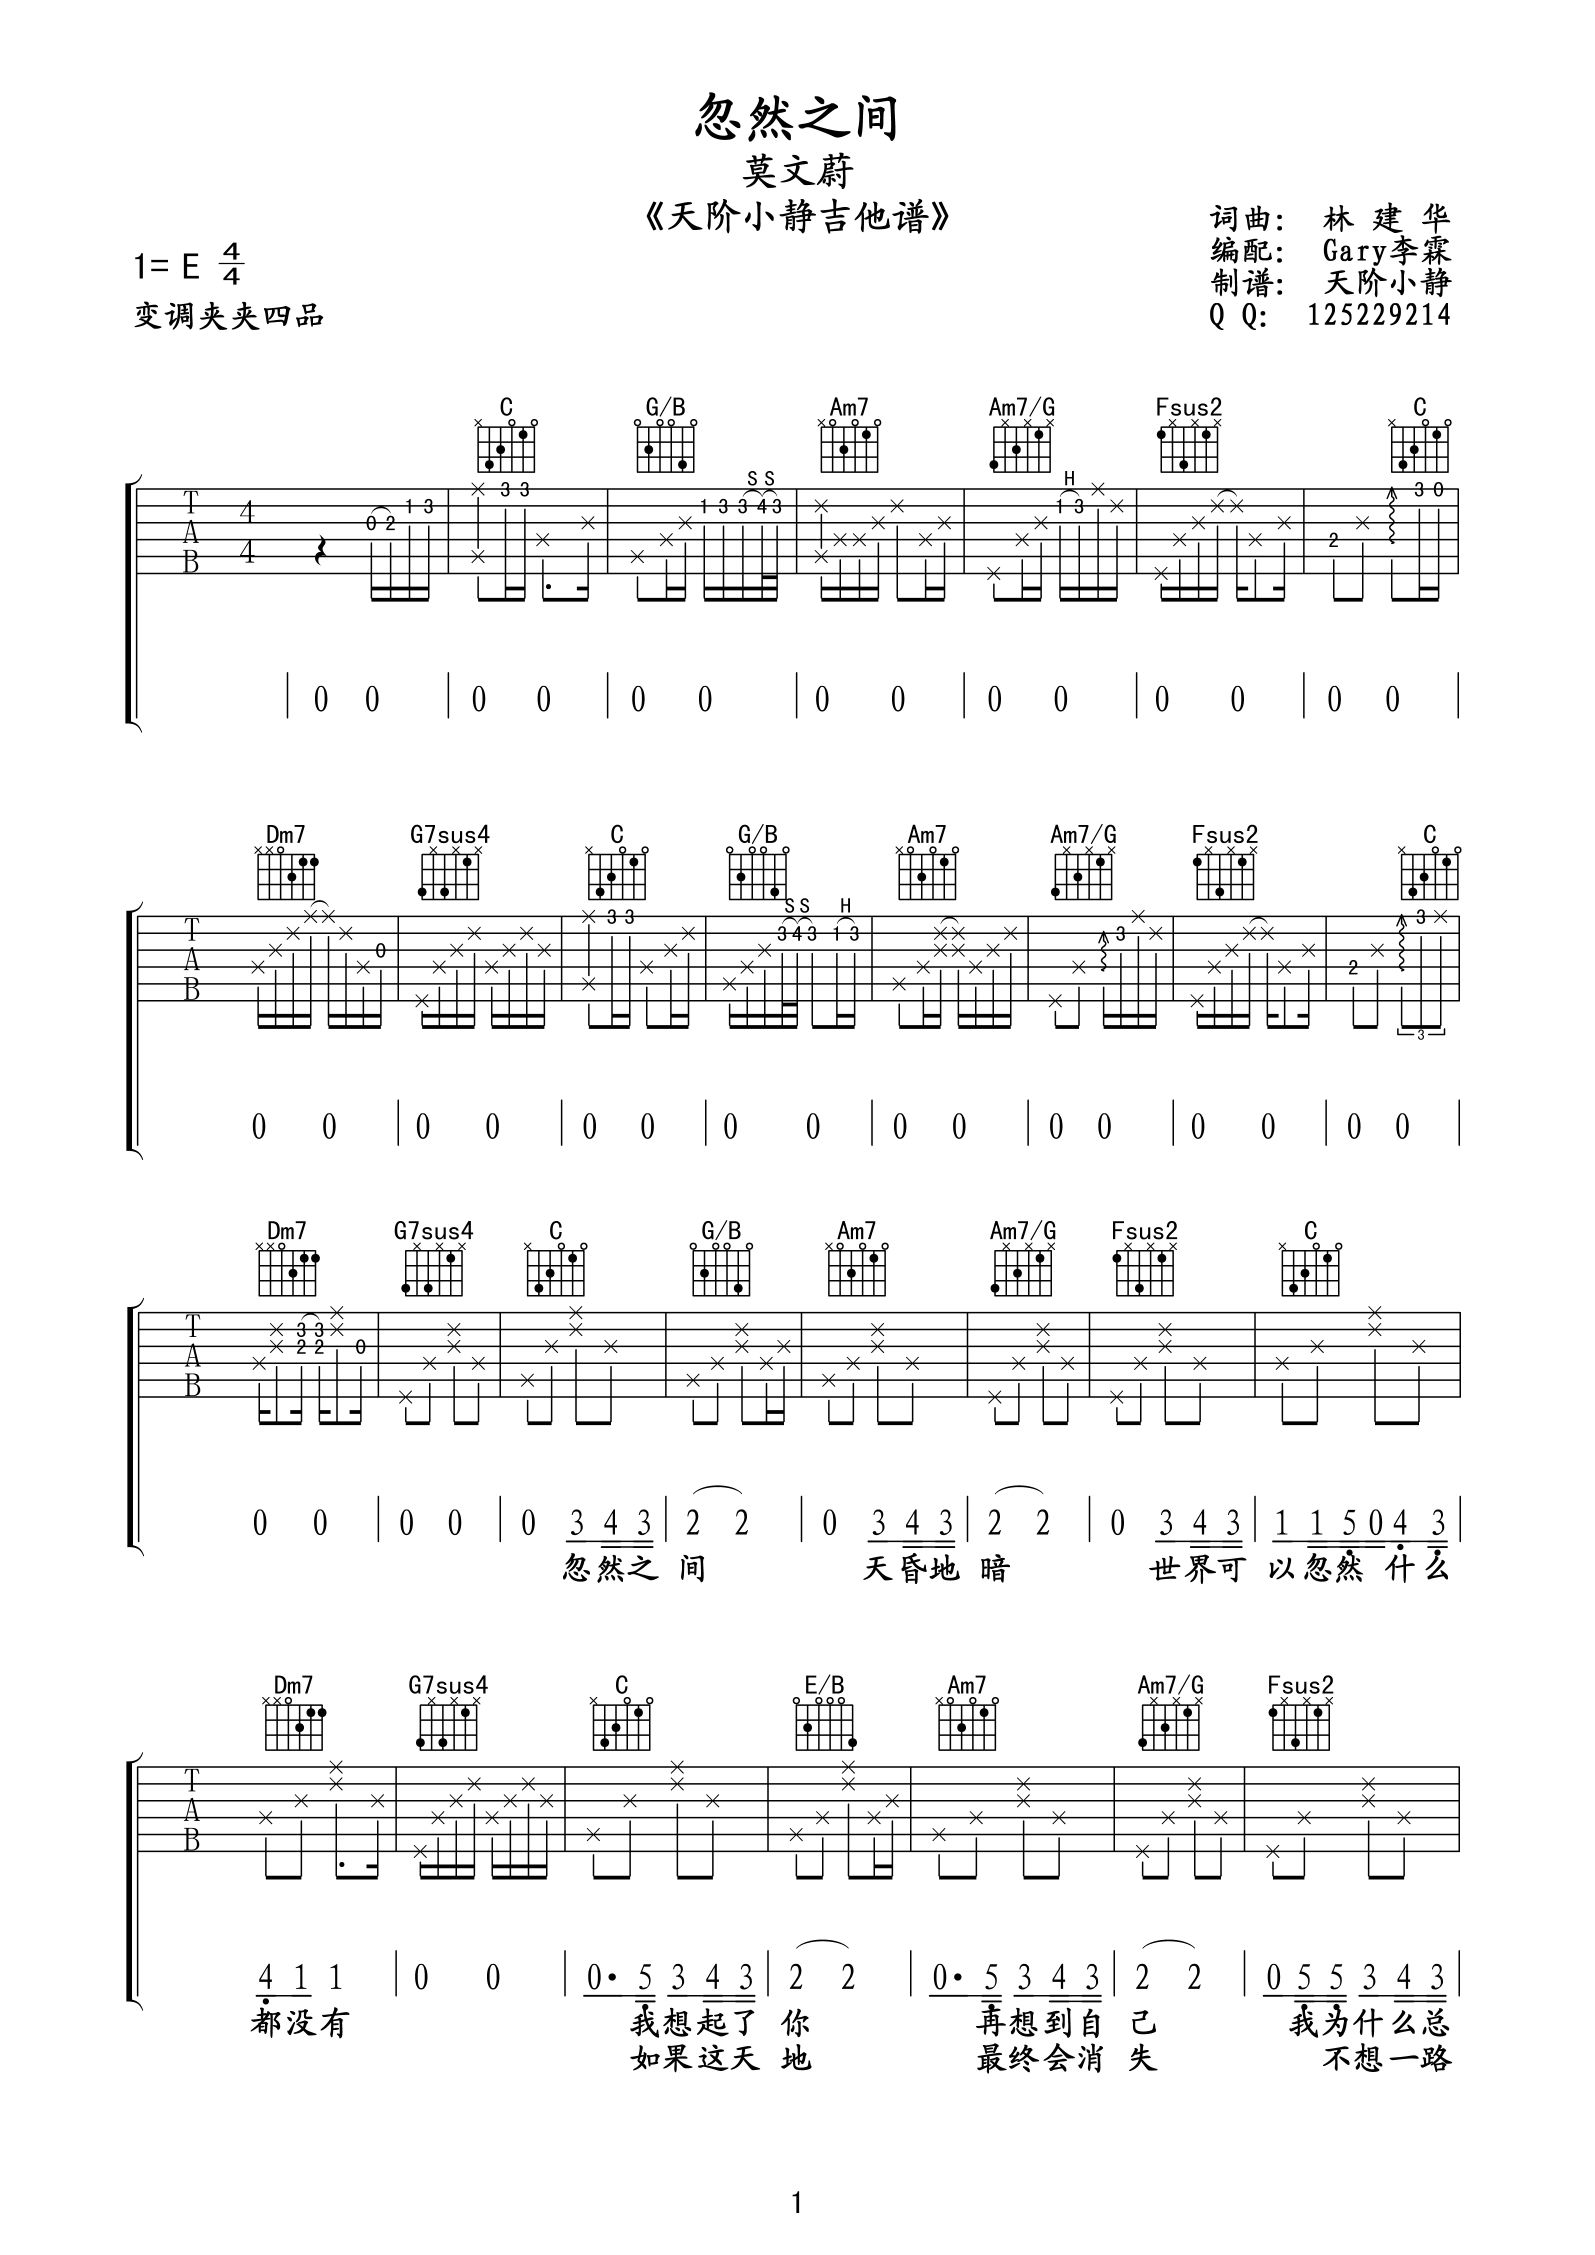 忽然之间
莫文蔚
《天阶小静吉他谱》
词曲： 林 建 华
1= E 4/4
编配： Gary李霖
制谱： 天阶小静
变调夹夹四品
Q Q: 125229214
C G/B Am7 Am7/G Fsus2 C
S S H
T A B 4 4 0 2 1 3 3 3 1 3 3 4 3 1 3 2 3 0
0 0 0 0 0 0 0 0 0 0 0 0 0 0
Dm7 G7sus4 C G/B Am7 Am7/G Fsus2 C
S S H
T A B 0 3 3 3 4 3 1 3 3 2 3
3
0 0 0 0 0 0 0 0 0 0 0 0 0 0 0 0
Dm7 G7sus4 C G/B Am7 Am7/G Fsus2 C
T A B 3 2 3 2 0
0 0 0 0 0 3 4 3 2 2 0 3 4 3 2 2 0 3 4 3 1 1 5 0 4 3
忽然之 间 天昏地 暗 世界可 以忽然 什么
Dm7 G7sus4 C E/B Am7 Am7/G Fsus2
T A B
4 1 1 0 0 0· 5 3 4 3 2 2 0· 5 3 4 3 2 2 0 5 5 3 4 3
都没有 我想起了 你 再想到自 己 我为什么总
如果这天 地 最终会消 失 不想一路
1